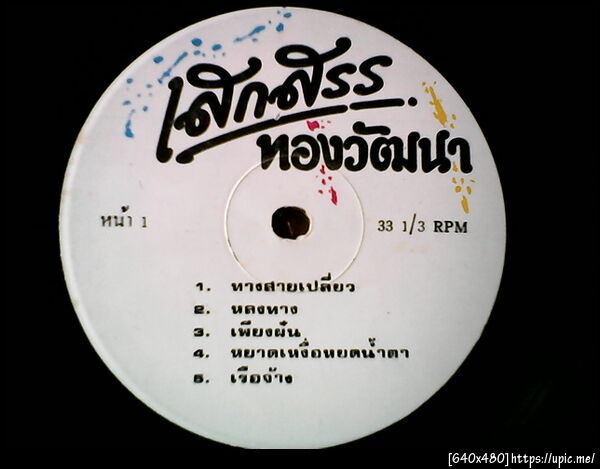 เสกสรร
ทองวัฒนา
หน้า 1
33 1/3 RPM
1. ทางสายเปลี่ยว
2. หลงทาง
3. เพียงฝัน
4. หยาดเหงื่อหยดน้ำตา
5. เรือจ้าง
[640x480]https://upic.me/